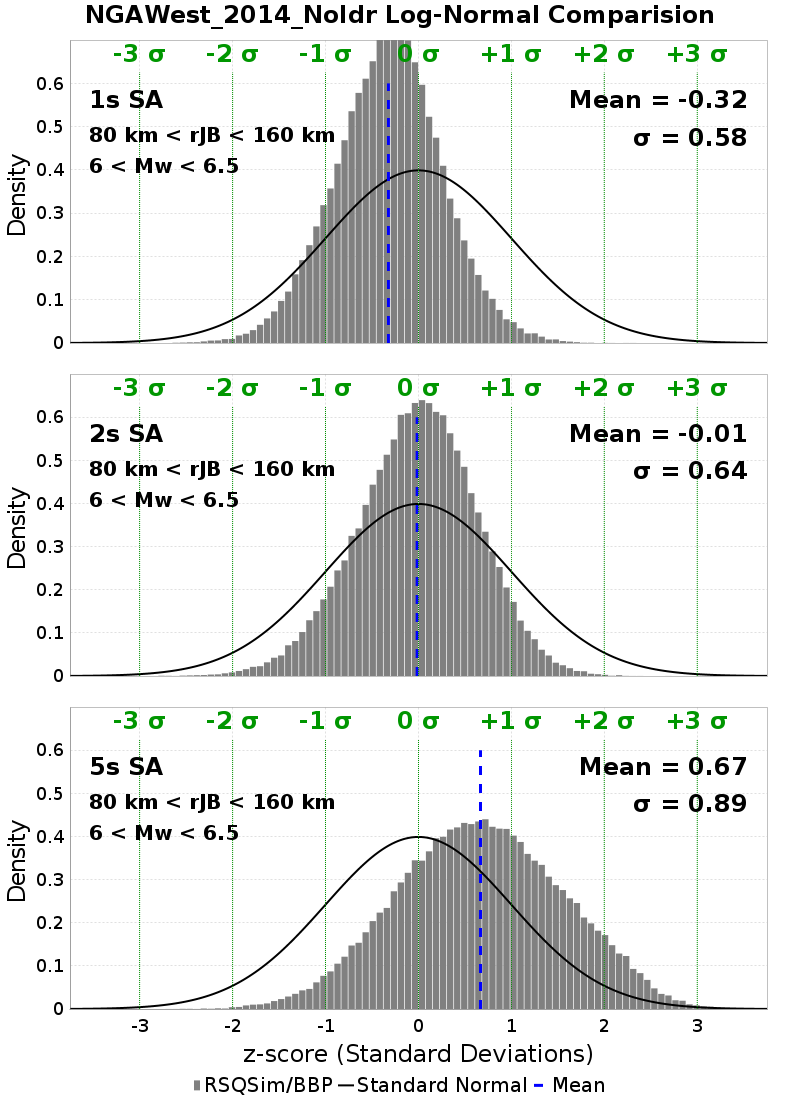 NGAWest_2014_NoIdr Log-Normal Comparision
-3 σ -2 σ -1 σ 0 σ +1 σ +2 σ +3 σ
1s SA Mean = -0.32
80 km < rJB < 160 km σ = 0.58
6 < Mw < 6.5
Density
0.6
0.5
0.4
0.3
0.2
0.1
0
-3 σ -2 σ -1 σ 0 σ +1 σ +2 σ +3 σ
2s SA Mean = -0.01
80 km < rJB < 160 km σ = 0.64
6 < Mw < 6.5
Density
0.6
0.5
0.4
0.3
0.2
0.1
0
-3 σ -2 σ -1 σ 0 σ +1 σ +2 σ +3 σ
5s SA Mean = 0.67
80 km < rJB < 160 km σ = 0.89
6 < Mw < 6.5
Density
0.6
0.5
0.4
0.3
0.2
0.1
0
-3 -2 -1 0 1 2 3
z-score (Standard Deviations)
RSQSim/BBP Standard Normal Mean